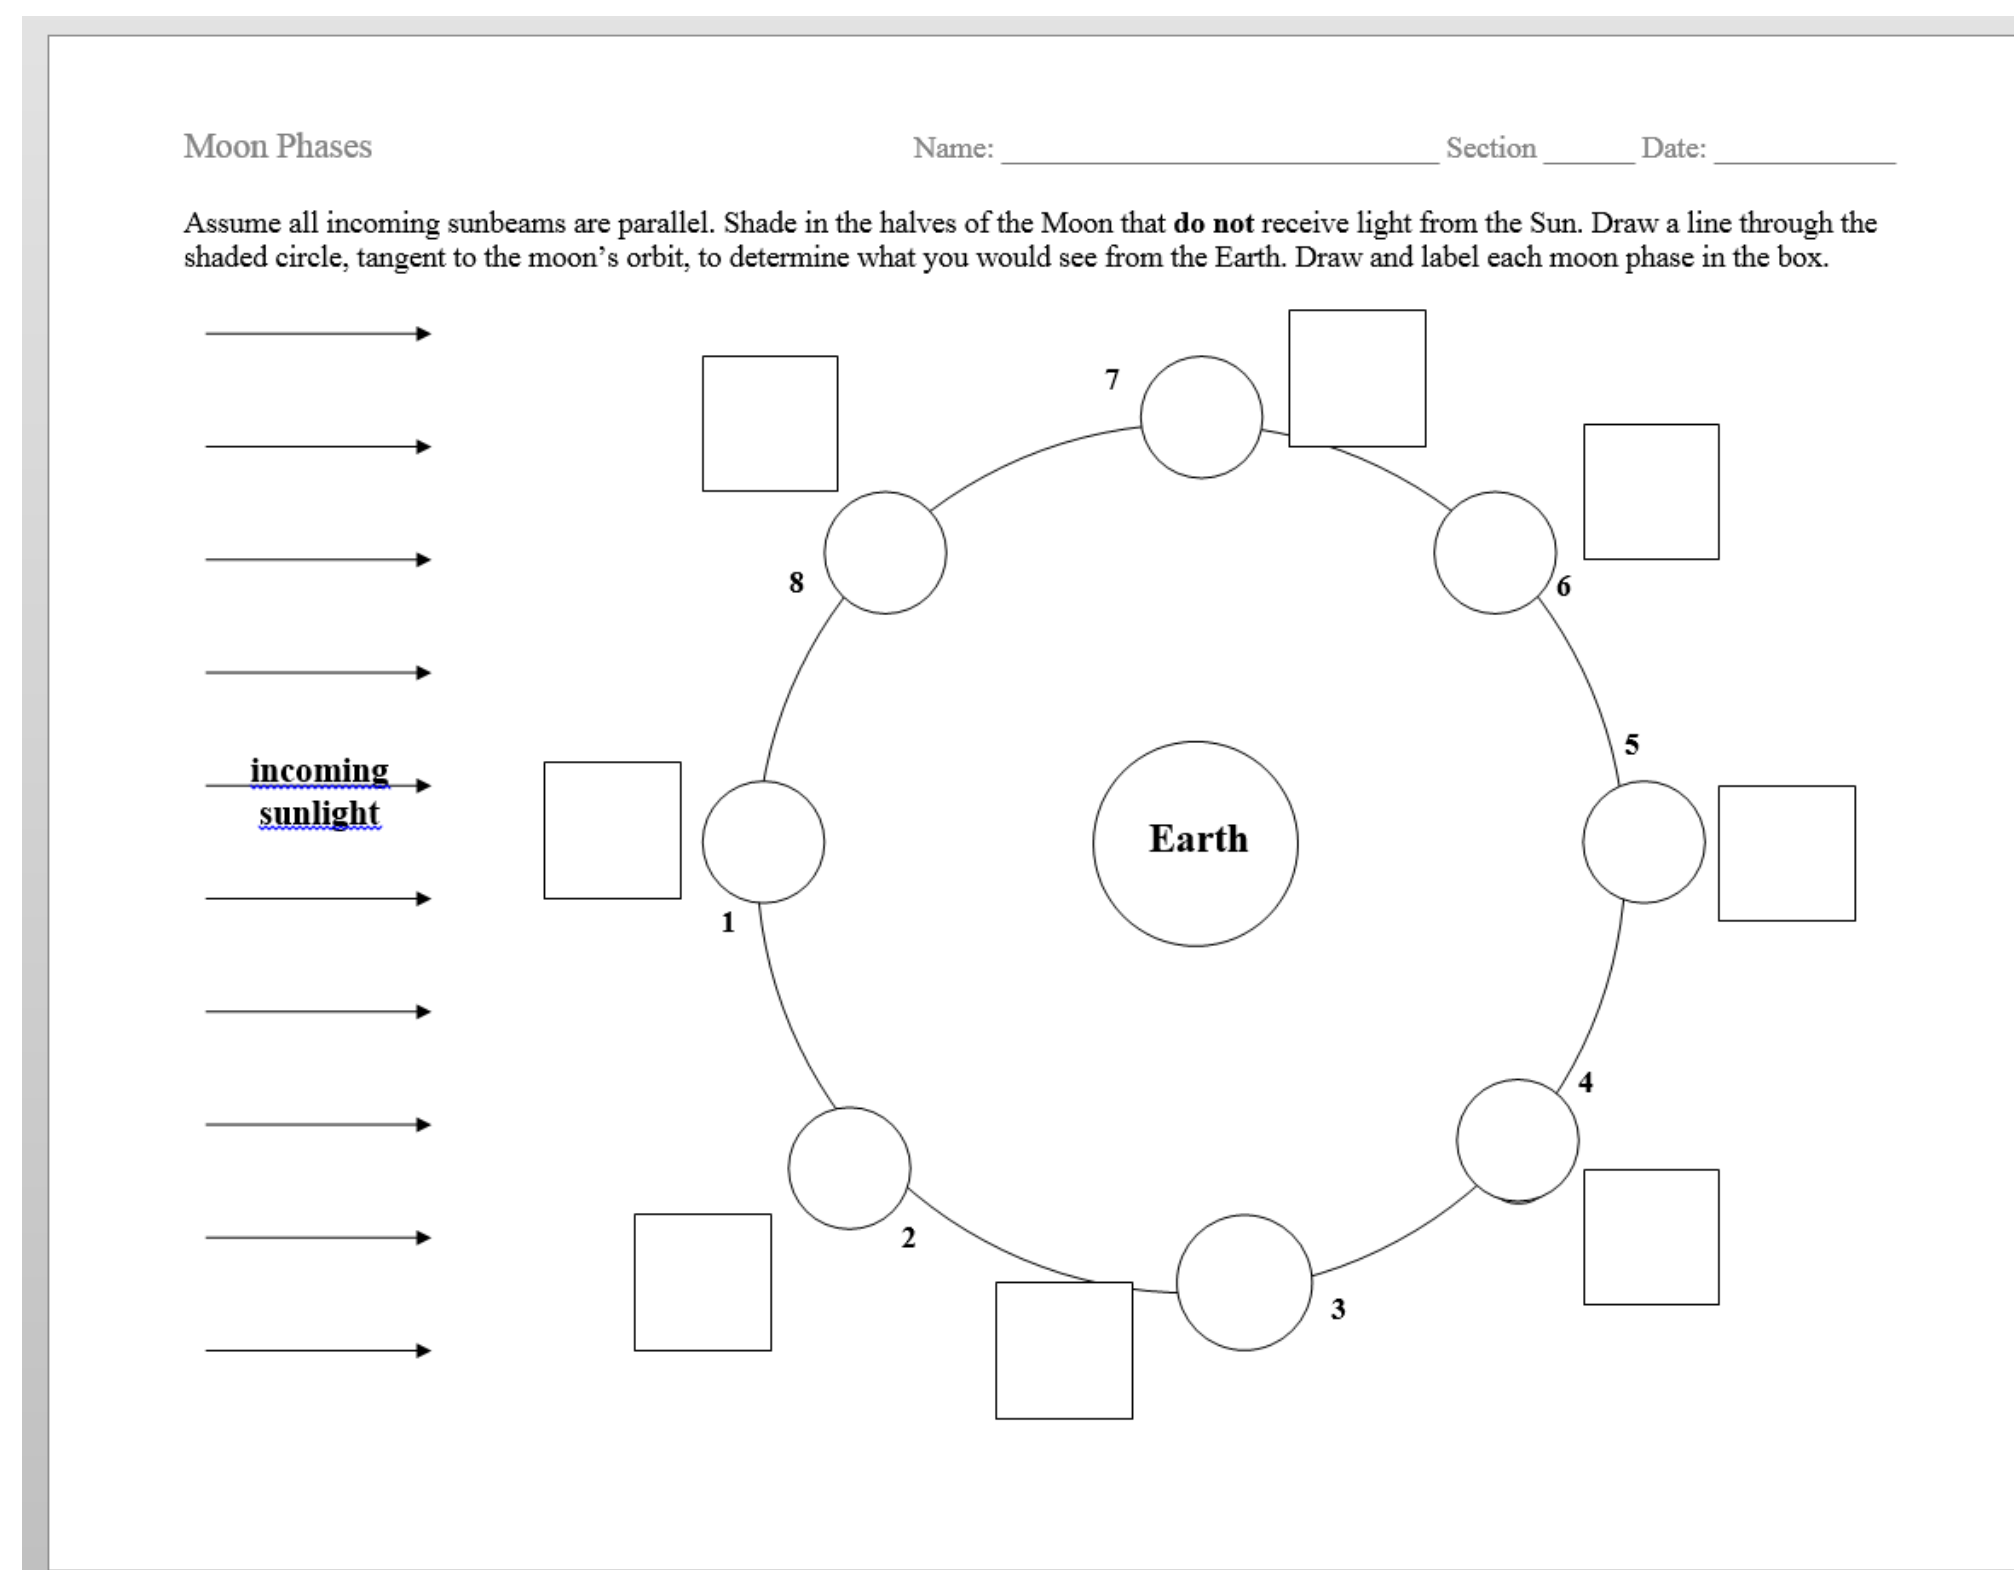 Moon Phases Name: ______________________________ Section ______ Date: ____________
Assume all incoming sunbeams are parallel. Shade in the halves of the Moon that do not receive light from the Sun. Draw a line through the
shaded circle, tangent to the moon’s orbit, to determine what you would see from the Earth. Draw and label each moon phase in the box.
7
8
6
5
incoming
sunlight
Earth
1
4
2
3